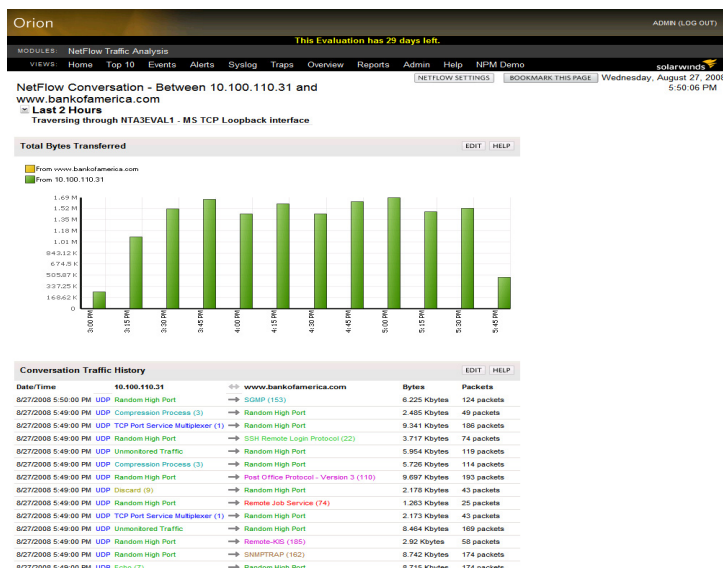 Orion
ADMIN (LOG OUT)
This Evaluation has 29 days left.
MODULES: NetFlow Traffic Analysis
VIEWS: Home Top 10 Events Alerts Syslog Traps Overview Reports Admin Help NPM Demo
solarwinds
NETFLOW SETTINGS BOOKMARK THIS PAGE Wednesday, August 27, 2008
5:50:06 PM
NetFlow Conversation - Between 10.100.110.31 and
www.bankofamerica.com
Last 2 Hours
Traversing through NTA3EVAL1 - MS TCP Loopback interface
Total Bytes Transferred EDIT HELP
From www.bankofamerica.com
From 10.100.110.31
1.69 M
1.52 M
1.35 M
1.18 M
1.01 M
843.12 K
674.5 K
505.87 K
337.25 K
168.62 K
0
3:00 PM 3:15 PM 3:30 PM 3:45 PM 4:00 PM 4:15 PM 4:30 PM 4:45 PM 5:00 PM 5:15 PM 5:30 PM 5:45 PM
Conversation Traffic History EDIT HELP
Date/Time 10.100.110.31 www.bankofamerica.com Bytes Packets
8/27/2008 5:50:00 PM UDP Random High Port SGMP (153) 6.225 Kbytes 124 packets
8/27/2008 5:49:00 PM UDP Compression Process (3) Random High Port 2.485 Kbytes 49 packets
8/27/2008 5:49:00 PM UDP TCP Port Service Multiplexer (1) Random High Port 9.341 Kbytes 186 packets
8/27/2008 5:49:00 PM UDP Random High Port SSH Remote Login Protocol (22) 3.717 Kbytes 74 packets
8/27/2008 5:49:00 PM UDP Unmonitored Traffic Random High Port 5.954 Kbytes 119 packets
8/27/2008 5:49:00 PM UDP Compression Process (3) Random High Port 5.726 Kbytes 114 packets
8/27/2008 5:49:00 PM UDP Random High Port Post Office Protocol - Version 3 (110) 9.697 Kbytes 193 packets
8/27/2008 5:49:00 PM UDP Discard (9) Random High Port 2.178 Kbytes 43 packets
8/27/2008 5:49:00 PM UDP Random High Port Remote Job Service (74) 1.263 Kbytes 25 packets
8/27/2008 5:49:00 PM UDP TCP Port Service Multiplexer (1) Random High Port 2.173 Kbytes 43 packets
8/27/2008 5:49:00 PM UDP Unmonitored Traffic Random High Port 8.464 Kbytes 169 packets
8/27/2008 5:49:00 PM UDP Random High Port Remote-KIS (185) 2.92 Kbytes 58 packets
8/27/2008 5:49:00 PM UDP Random High Port SNMPTRAP (162) 8.742 Kbytes 174 packets
8/27/2008 5:49:00 PM UDP Echo (7) Random High Port 8.715 Kbytes 174 packets